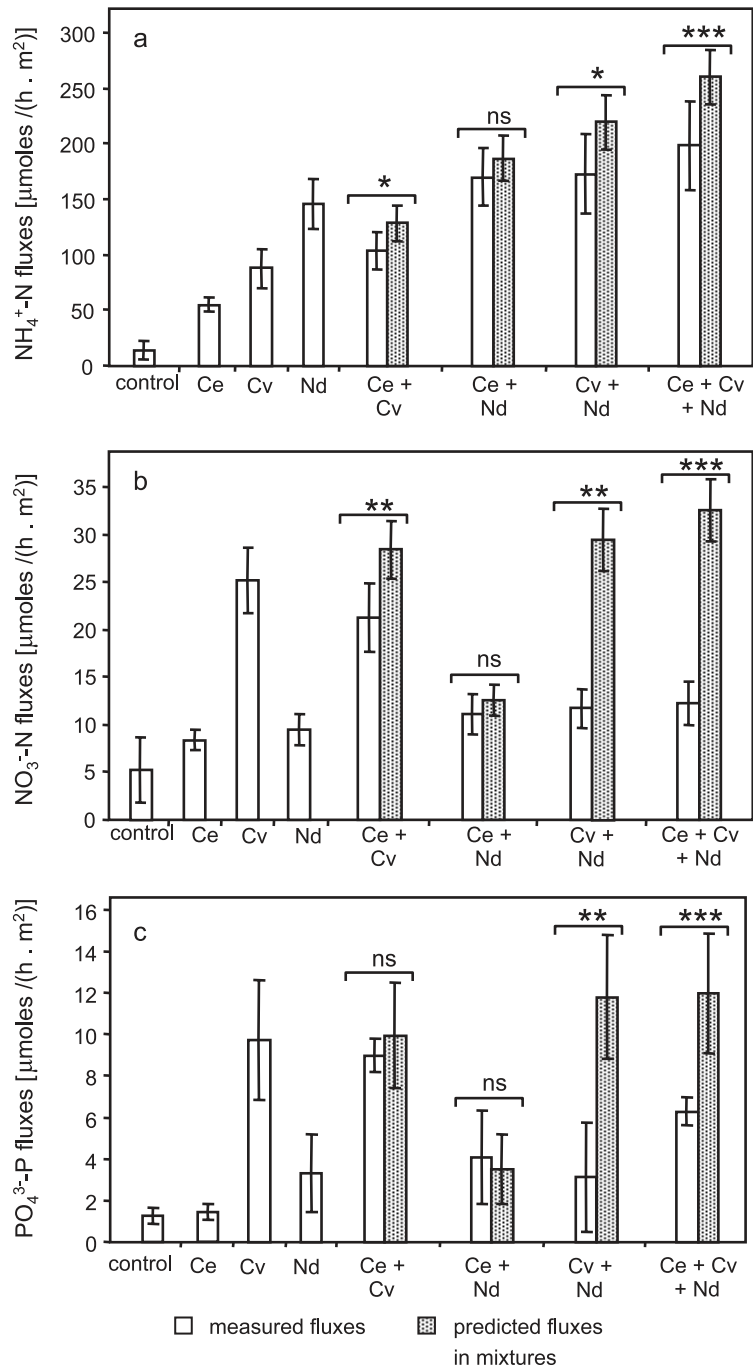 a
NH₄⁺-N fluxes [µmoles /(h . m²)]
300
250
200
150
100
50
0
*
ns
*
***
control Ce Cv Nd Ce + Cv Ce + Nd Cv + Nd Ce + Cv + Nd
b
NO₃⁻-N fluxes [µmoles /(h . m²)]
35
30
25
20
15
10
5
0
**
ns
**
***
control Ce Cv Nd Ce + Cv Ce + Nd Cv + Nd Ce + Cv + Nd
c
PO₄³⁻-P fluxes [µmoles /(h . m²)]
16
14
12
10
8
6
4
2
0
ns
ns
**
***
control Ce Cv Nd Ce + Cv Ce + Nd Cv + Nd Ce + Cv + Nd
measured fluxes
predicted fluxes
in mixtures